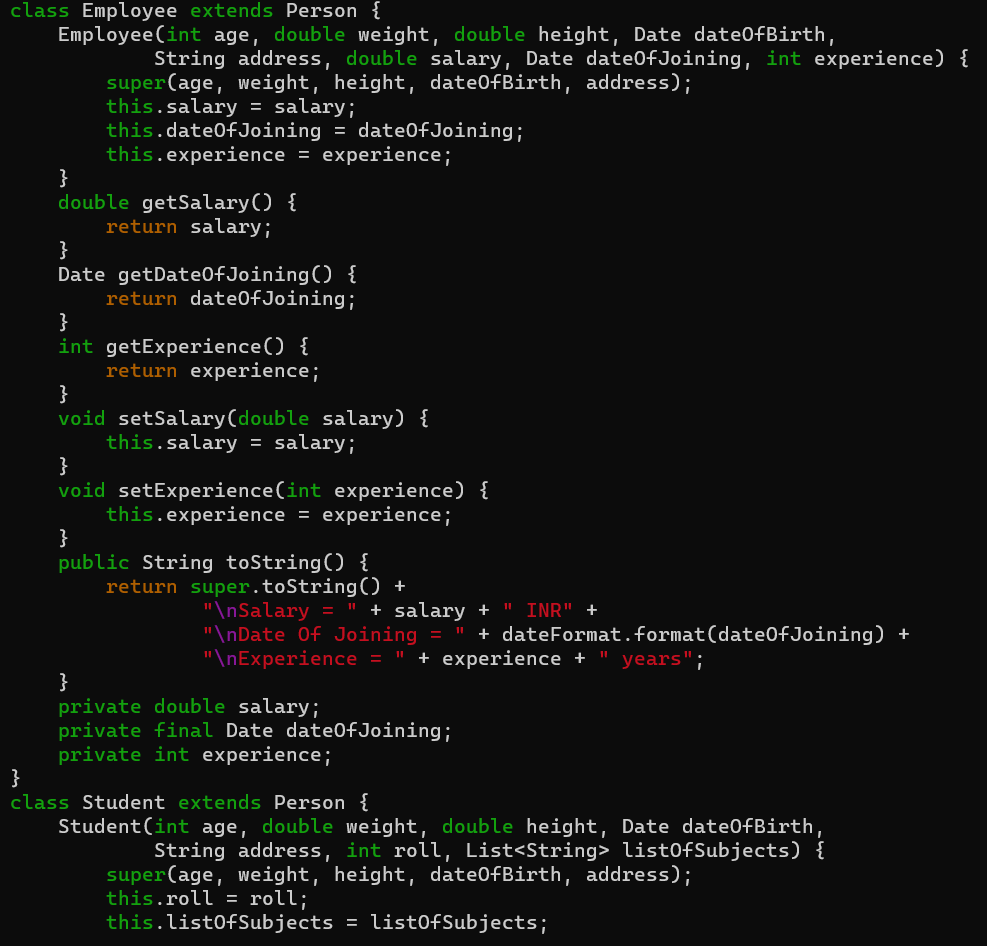 class Employee extends Person {
    Employee(int age, double weight, double height, Date dateOfBirth,
            String address, double salary, Date dateOfJoining, int experience) {
        super(age, weight, height, dateOfBirth, address);
        this.salary = salary;
        this.dateOfJoining = dateOfJoining;
        this.experience = experience;
    }
    double getSalary() {
        return salary;
    }
    Date getDateOfJoining() {
        return dateOfJoining;
    }
    int getExperience() {
        return experience;
    }
    void setSalary(double salary) {
        this.salary = salary;
    }
    void setExperience(int experience) {
        this.experience = experience;
    }
    public String toString() {
        return super.toString() +
                "\nSalary = " + salary + " INR" +
                "\nDate Of Joining = " + dateFormat.format(dateOfJoining) +
                "\nExperience = " + experience + " years";
    }
    private double salary;
    private final Date dateOfJoining;
    private int experience;
}
class Student extends Person {
    Student(int age, double weight, double height, Date dateOfBirth,
            String address, int roll, List<String> listOfSubjects) {
        super(age, weight, height, dateOfBirth, address);
        this.roll = roll;
        this.listOfSubjects = listOfSubjects;